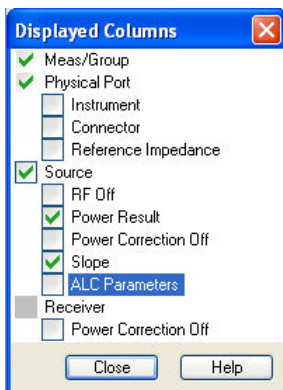 Displayed Columns
Meas/Group
Physical Port
Instrument
Connector
Reference Impedance
Source
RF Off
Power Result
Power Correction Off
Slope
ALC Parameters
Receiver
Power Correction Off
Close Help